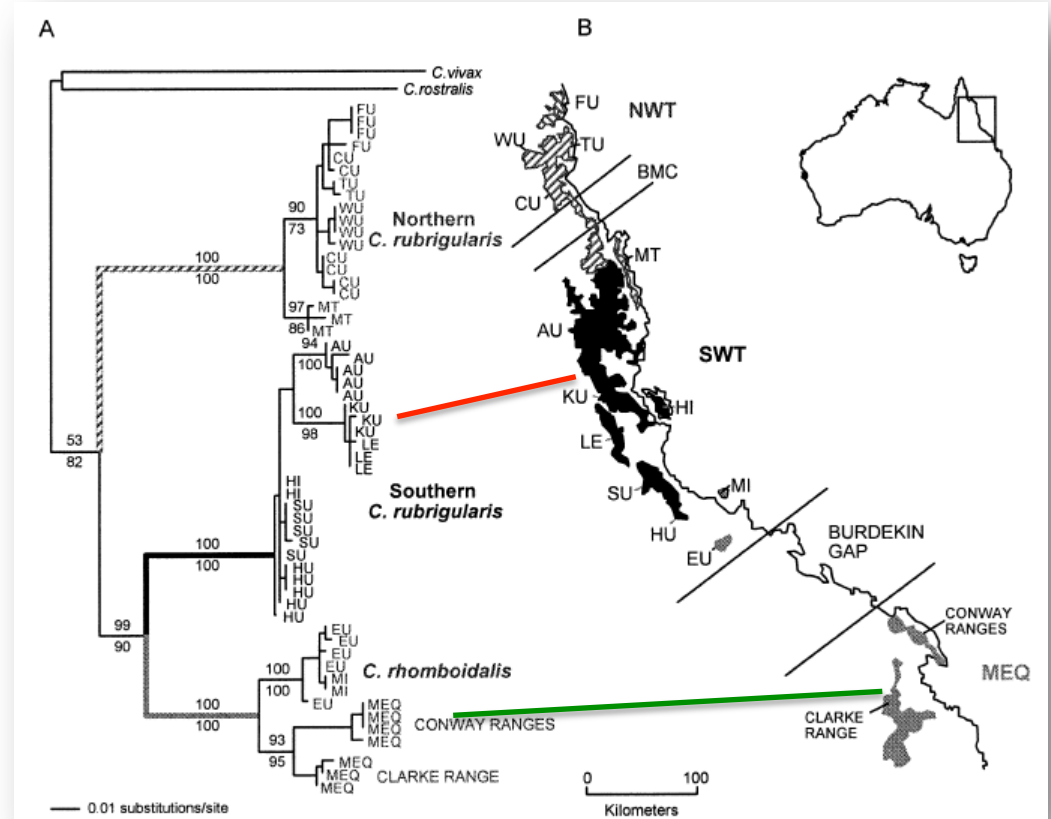 A
B
C.vivax
C.rostralis
FU
FU
FU
FU
CU
CU
TU
TU
WU
WU
WU
WU
CU
CU
CU
CU
90
73
Northern
C. rubrigularis
100
100
97
86
MT
MT
MT
94
100
AU
AU
AU
AU
AU
KU
KU
KU
100
98
LE
LE
LE
53
82
Southern
C. rubrigularis
HI
HI
SU
SU
SU
SU
SU
HU
HU
HU
HU
HU
100
100
99
90
EU
EU
EU
EU
MI
MI
EU
100
100
C. rhomboidalis
100
100
MEQ
MEQ
MEQ
MEQ
CONWAY RANGES
93
95
MEQ
MEQ
MEQ
CLARKE RANGE
0.01 substitutions/site
FU
NWT
WU
TU
BMC
CU
MT
AU
SWT
KU
HI
LE
SU
MI
HU
EU
BURDEKIN
GAP
CONWAY
RANGES
MEQ
CLARKE
RANGE
0
100
Kilometers